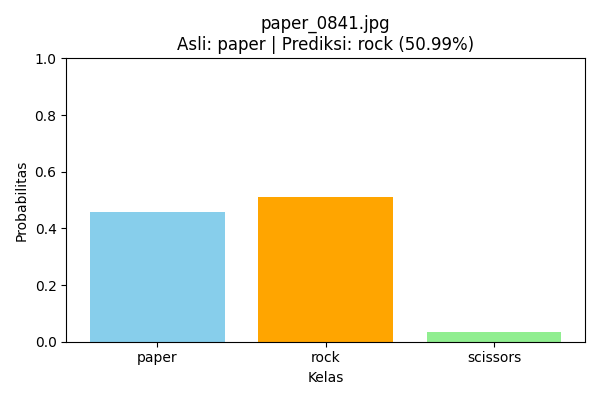 paper_0841.jpg
Asli: paper | Prediksi: rock (50.99%)
1.0
0.8
0.6
0.4
0.2
0.0
Probabilitas
paper rock scissors
Kelas